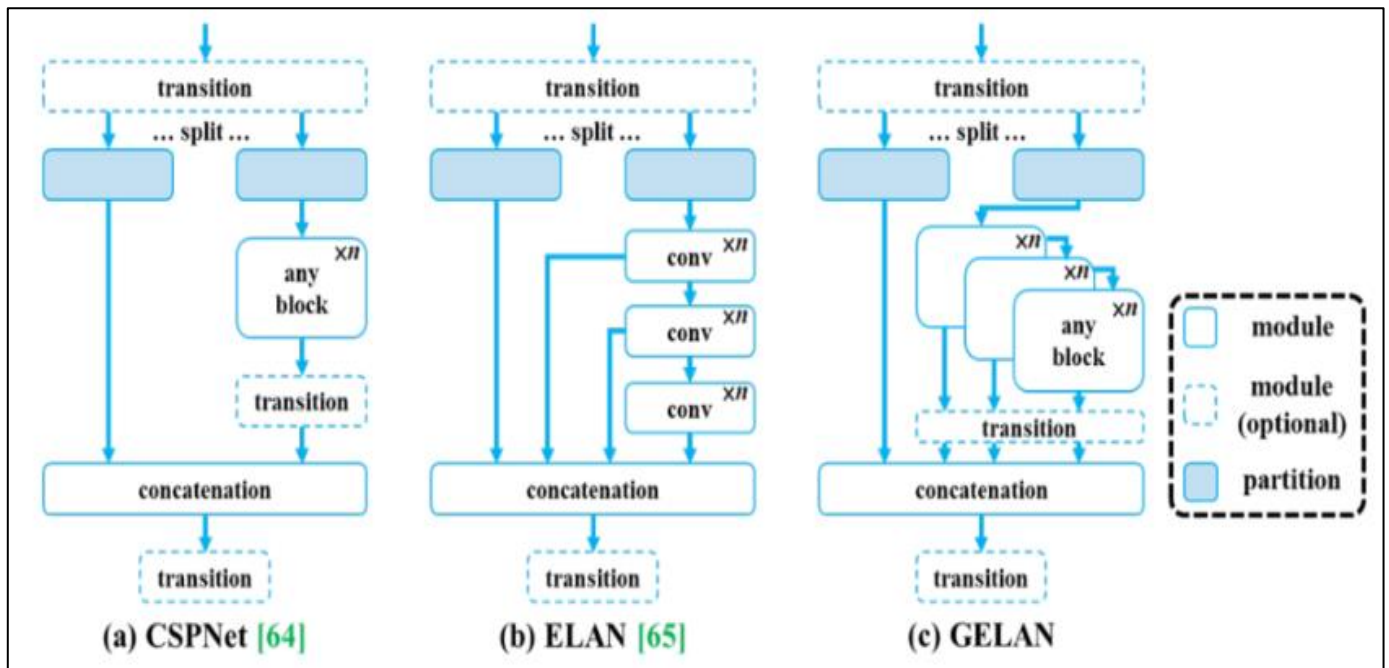 transition
... split ...
×n
any
block
transition
concatenation
transition
(a) CSPNet [64]
transition
... split ...
conv ×n
conv ×n
conv ×n
concatenation
transition
(b) ELAN [65]
transition
... split ...
×n
×n
×n
any
block
transition
concatenation
transition
(c) GELAN
module
module
(optional)
partition